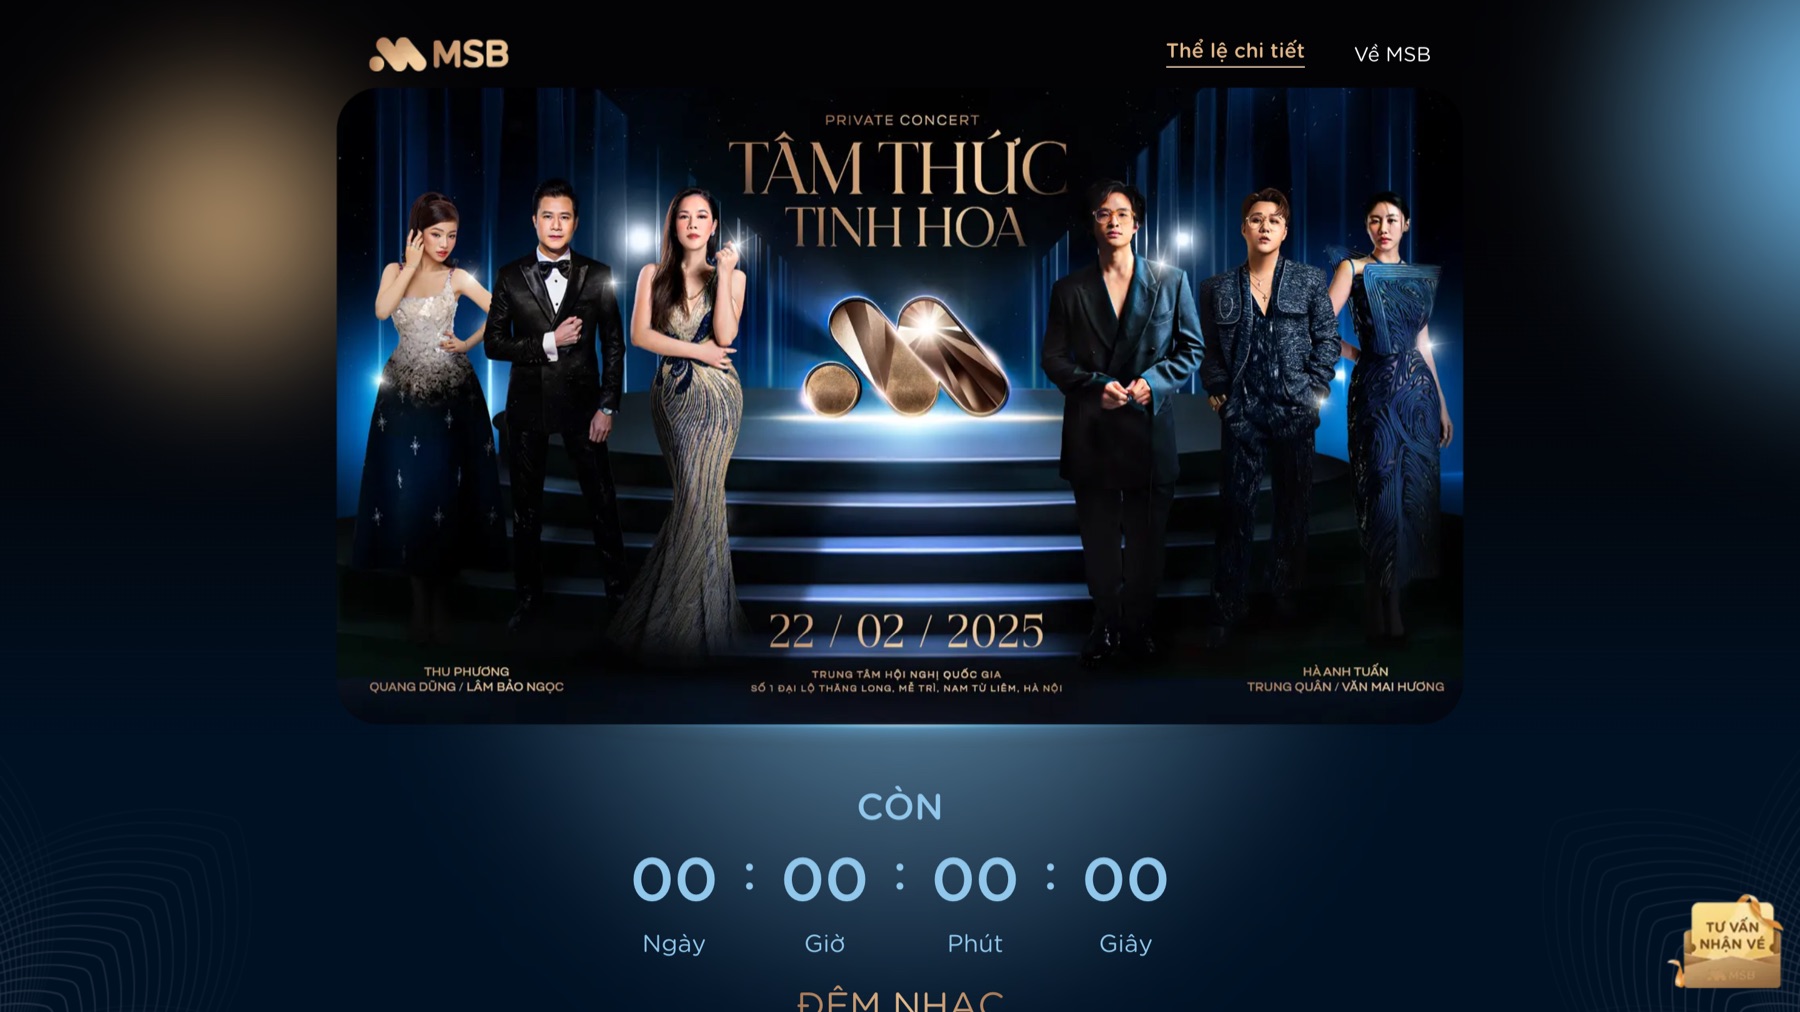 MSB
Thể lệ chi tiết
Về MSB
PRIVATE CONCERT
TÂM THỨC
TINH HOA
22 / 02 / 2025
TRUNG TÂM HỘI NGHỊ QUỐC GIA
SỐ 1 ĐẠI LỘ THĂNG LONG, MỄ TRÌ, NAM TỪ LIÊM, HÀ NỘI
THU PHƯƠNG
QUANG DŨNG / LÂM BẢO NGỌC
HÀ ANH TUẤN
TRUNG QUÂN / VĂN MAI HƯƠNG
CÒN
00 : 00 : 00 : 00
Ngày Giờ Phút Giây
TƯ VẤN
NHẬN VÉ
MSB
ĐÊM NHẠC